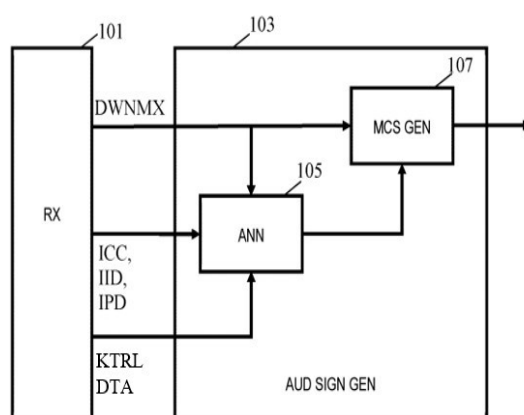 101
103
DWNMX
107
MCS GEN
105
RX
ANN
ICC,
IID,
IPD
KTRL
DTA
AUD SIGN GEN